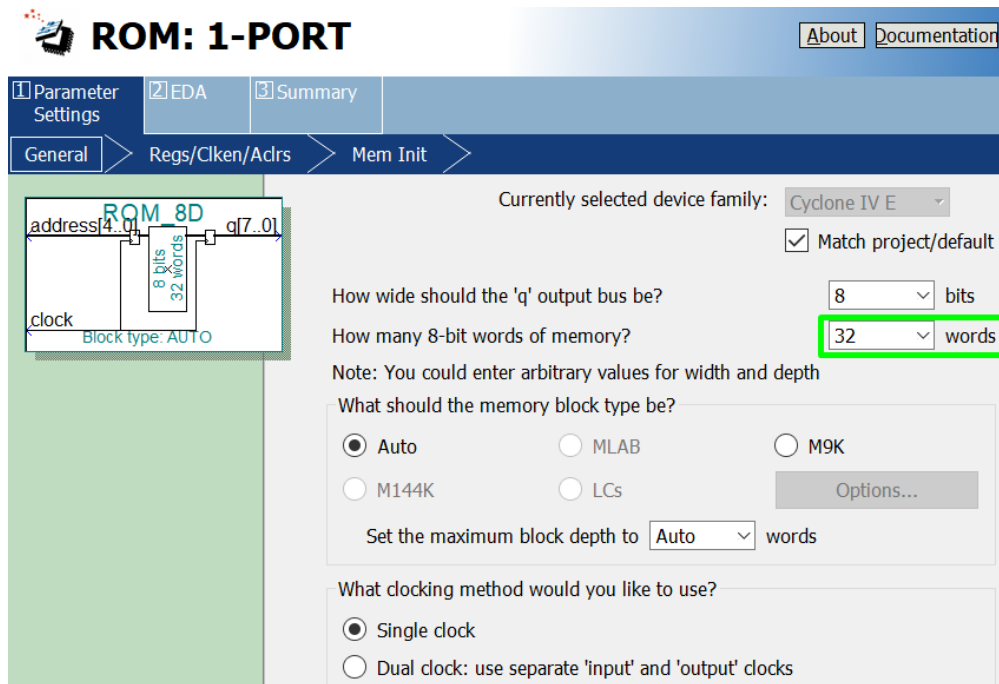 ROM: 1-PORT
About Documentation
1 Parameter Settings
2 EDA
3 Summary
General
Regs/Clken/Aclrs
Mem Init
ROM_8D
address[4..0] q[7..0]
8 bits
32 words
clock
Block type: AUTO
Currently selected device family: Cyclone IV E
Match project/default
How wide should the 'q' output bus be? 8 bits
How many 8-bit words of memory? 32 words
Note: You could enter arbitrary values for width and depth
What should the memory block type be?
Auto MLAB M9K
M144K LCs Options...
Set the maximum block depth to Auto words
What clocking method would you like to use?
Single clock
Dual clock: use separate 'input' and 'output' clocks